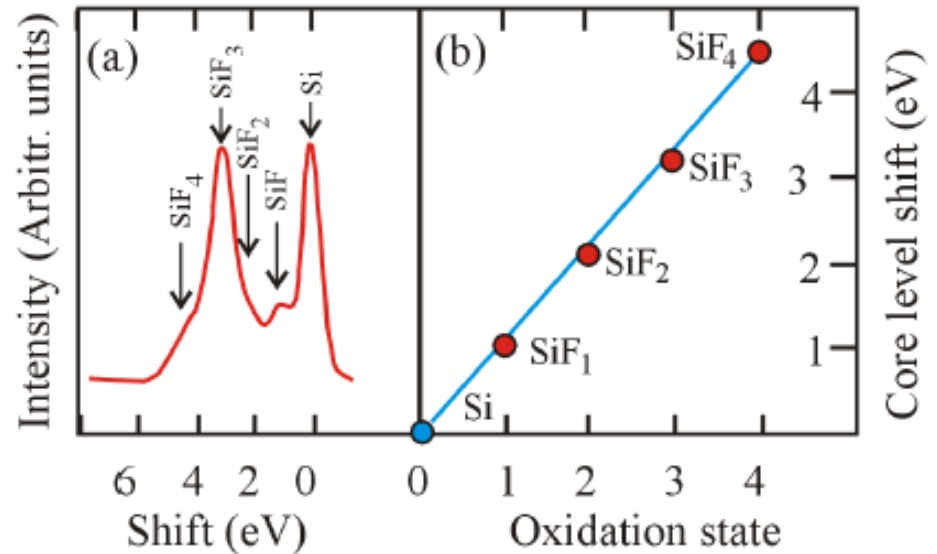 Intensity (Arbitr. units)
(a)
SiF4
SiF3
SiF2
SiF
Si
6 4 2 0
Shift (eV)
(b)
SiF4
SiF3
SiF2
SiF1
Si
0 1 2 3 4
Oxidation state
4
3
2
1
Core level shift (eV)